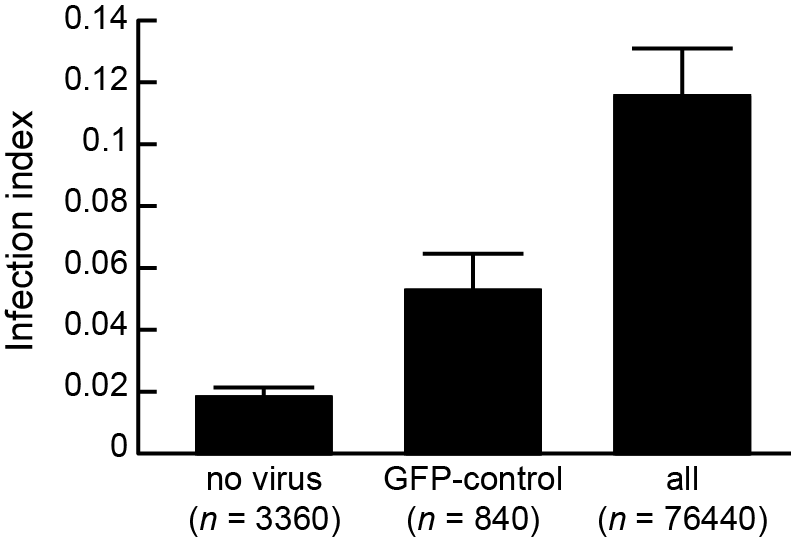 0.14
0.12
0.1
0.08
0.06
0.04
0.02
0
Infection index
no virus
(n = 3360)
GFP-control
(n = 840)
all
(n = 76440)